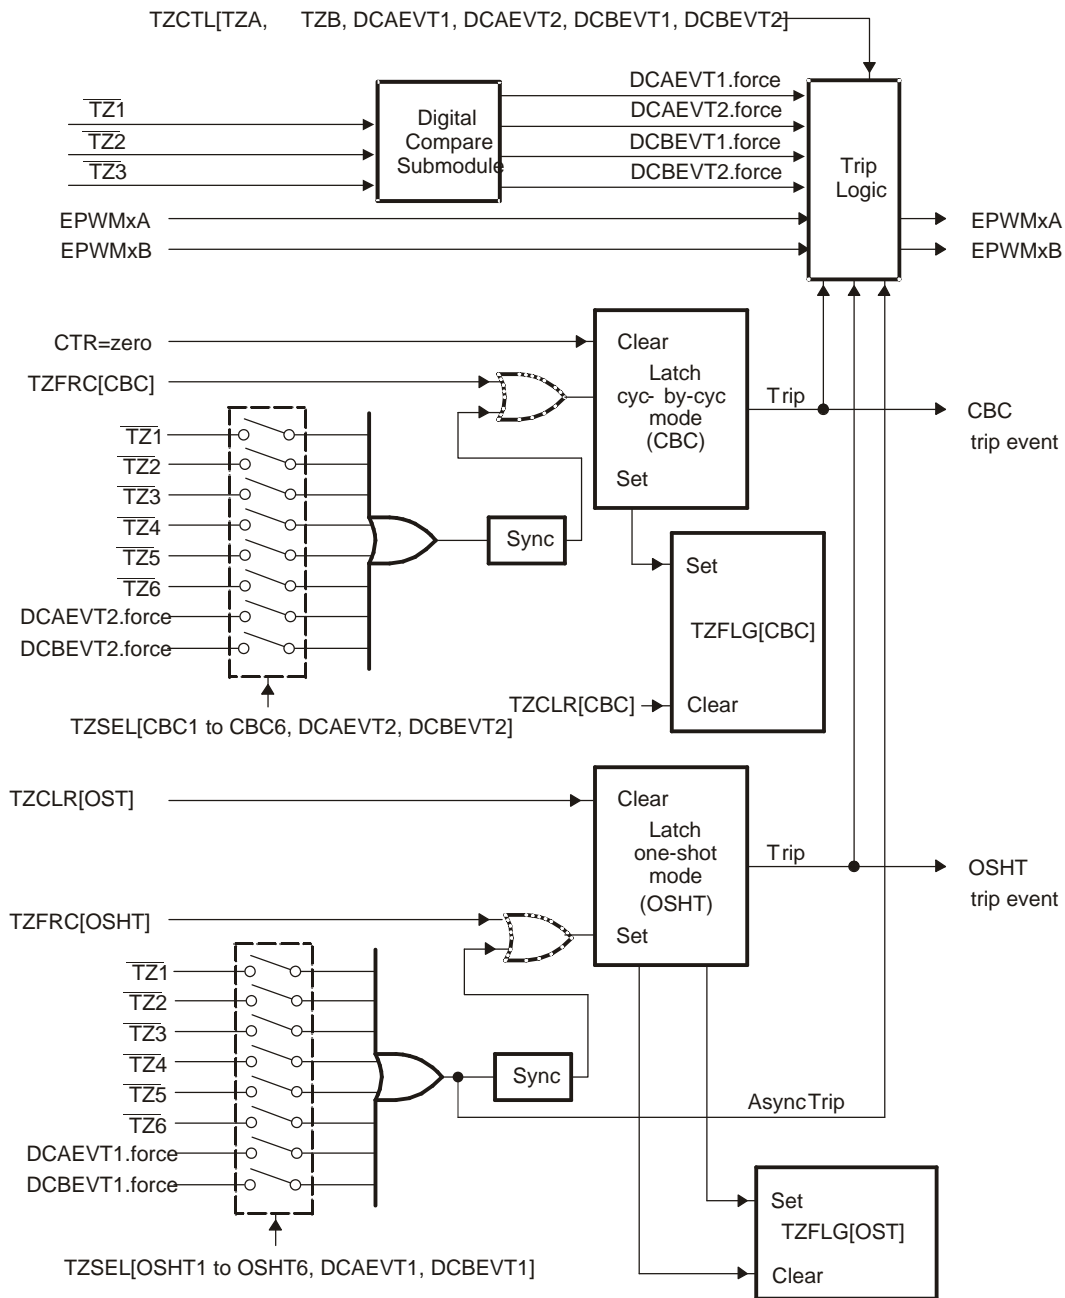 TZCTL[TZA, TZB, DCAEVT1, DCAEVT2, DCBEVT1, DCBEVT2]
TZ1
TZ2
TZ3
Digital
Compare
Submodule
DCAEVT1.force
DCAEVT2.force
DCBEVT1.force
DCBEVT2.force
Trip
Logic
EPWMxA
EPWMxB
EPWMxA
EPWMxB
CTR=zero
TZFRC[CBC]
Clear
Latch
cyc- by-cyc
mode
(CBC)
Set
Trip
CBC
trip event
TZ1
TZ2
TZ3
TZ4
TZ5
TZ6
DCAEVT2.force
DCBEVT2.force
Sync
Set
TZFLG[CBC]
Clear
TZCLR[CBC]
TZSEL[CBC1 to CBC6, DCAEVT2, DCBEVT2]
TZCLR[OST]
Clear
Latch
one-shot
mode
(OSHT)
Set
Trip
OSHT
trip event
TZFRC[OSHT]
TZ1
TZ2
TZ3
TZ4
TZ5
TZ6
DCAEVT1.force
DCBEVT1.force
Sync
AsyncTrip
Set
TZFLG[OST]
Clear
TZSEL[OSHT1 to OSHT6, DCAEVT1, DCBEVT1]